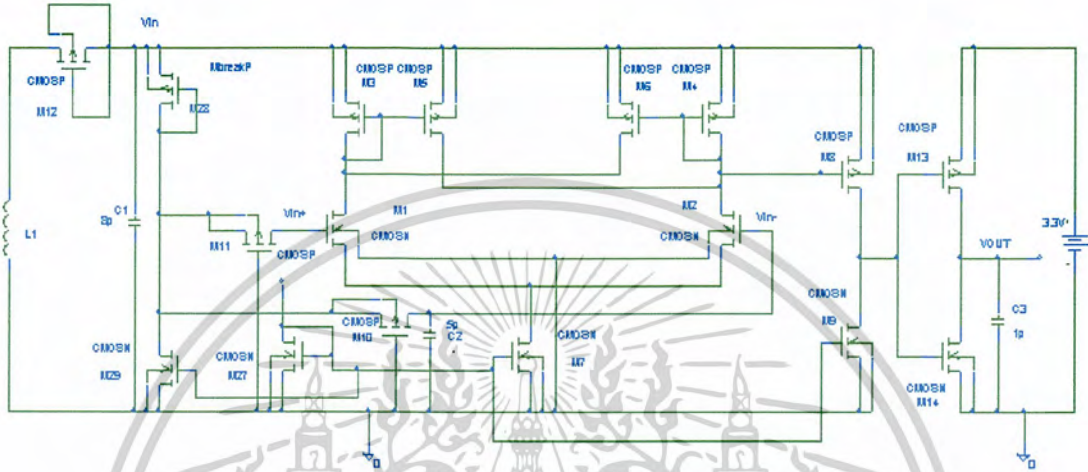 Vin
CMOSP
M12
MbreakP
M28
C1
8p
L1
CMOSP
M3
CMOSP
M5
CMOSP
M6
CMOSP
M4
CMOSP
M8
CMOSP
M13
M11
CMOSP
Vin+
M1
CMOSN
M2
CMOSN
Vin-
3.3V
VOUT
C3
1p
CMOSN
M29
CMOSN
M27
CMOSP
M10
5p
C2
M7
CMOSN
CMOSN
M9
CMOSN
M14
0
0